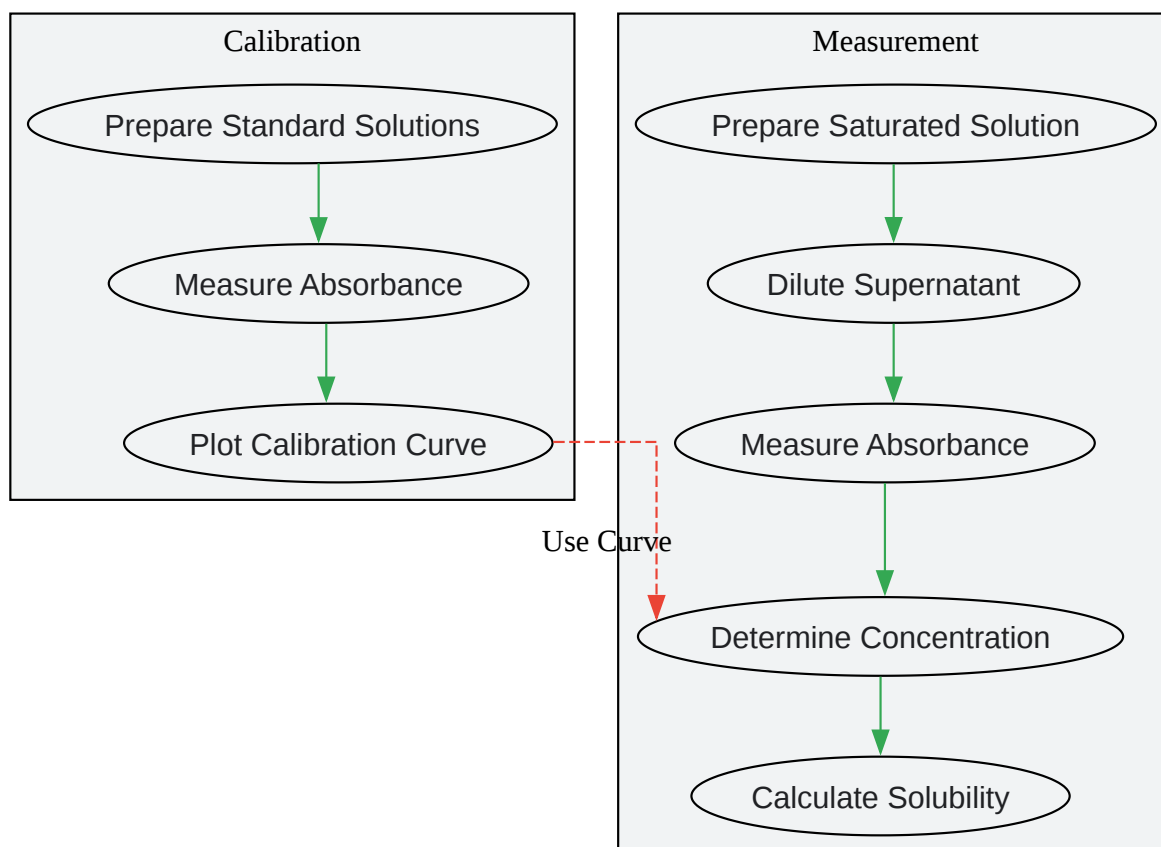 Calibration
Prepare Standard Solutions
Measure Absorbance
Plot Calibration Curve
Use Curve
Measurement
Prepare Saturated Solution
Dilute Supernatant
Measure Absorbance
Determine Concentration
Calculate Solubility